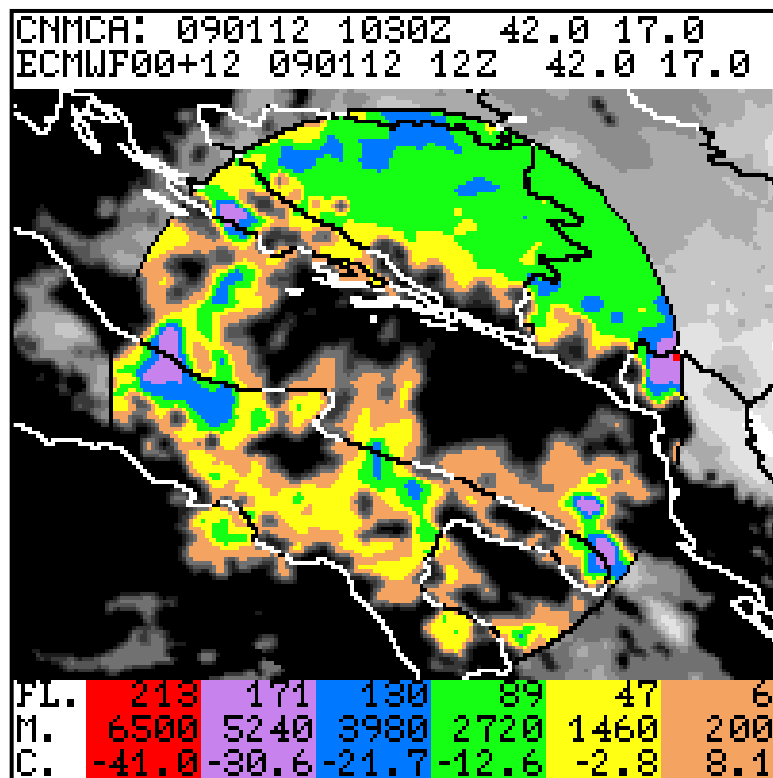 CNMCA: 090112 1030Z 42.0 17.0
ECMWF00+12 090112 12Z 42.0 17.0
FL. 213 171 130 89 47 6
M. 6500 5240 3980 2720 1460 200
C. -41.0 -30.6 -21.7 -12.6 -2.8 8.1